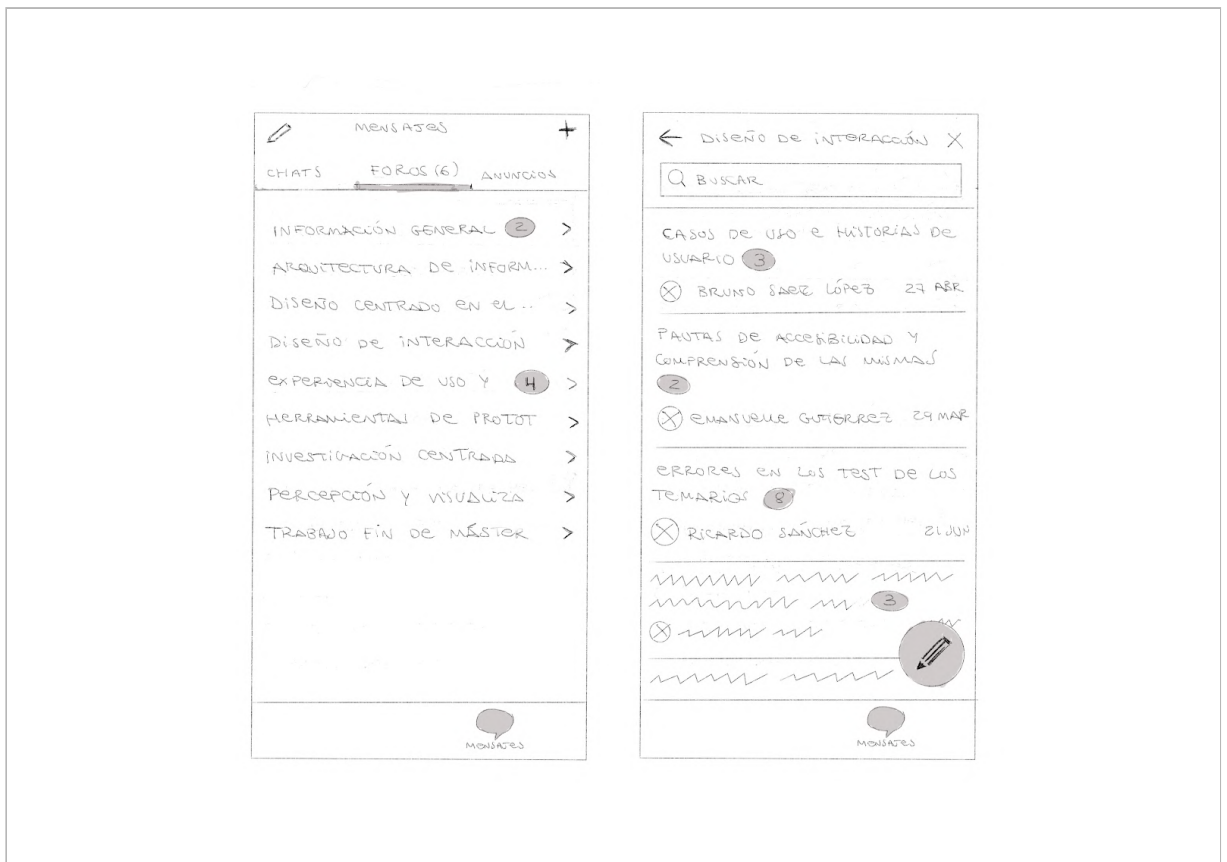 MENSAJES
CHATS FOROS (6) ANUNCIOS
INFORMACIÓN GENERAL 2
ARQUITECTURA DE INFORM...
DISEÑO CENTRADO EN EL ..
DISEÑO DE INTERACCIÓN
EXPERIENCIA DE USO Y 4
HERRAMIENTAS DE PROTOT
INVESTIGACIÓN CENTRADA
PERCEPCIÓN Y VISUALIZA
TRABAJO FIN DE MÁSTER
MENSAJES
DISEÑO DE INTERACCIÓN
BUSCAR
CASOS DE USO E HISTORIAS DE
USUARIO 3
BRUNO SAEZ LÓPEZ 27 ABR
PAUTAS DE ACCESIBILIDAD Y
COMPRENSIÓN DE LAS MISMAS
2
EMANUELLE GUTIERREZ 29 MAR
ERRORES EN LOS TEST DE LOS
TEMARIOS 8
RICARDO SÁNCHEZ 21 JUN
3
MENSAJES